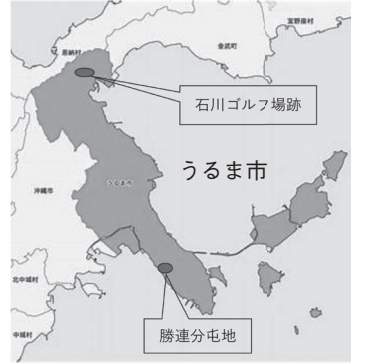 宜野座村
恩納村
金武町
石川ゴルフ場跡
うるま市
うるま市
沖縄市
北中城村
中城村
勝連分屯地